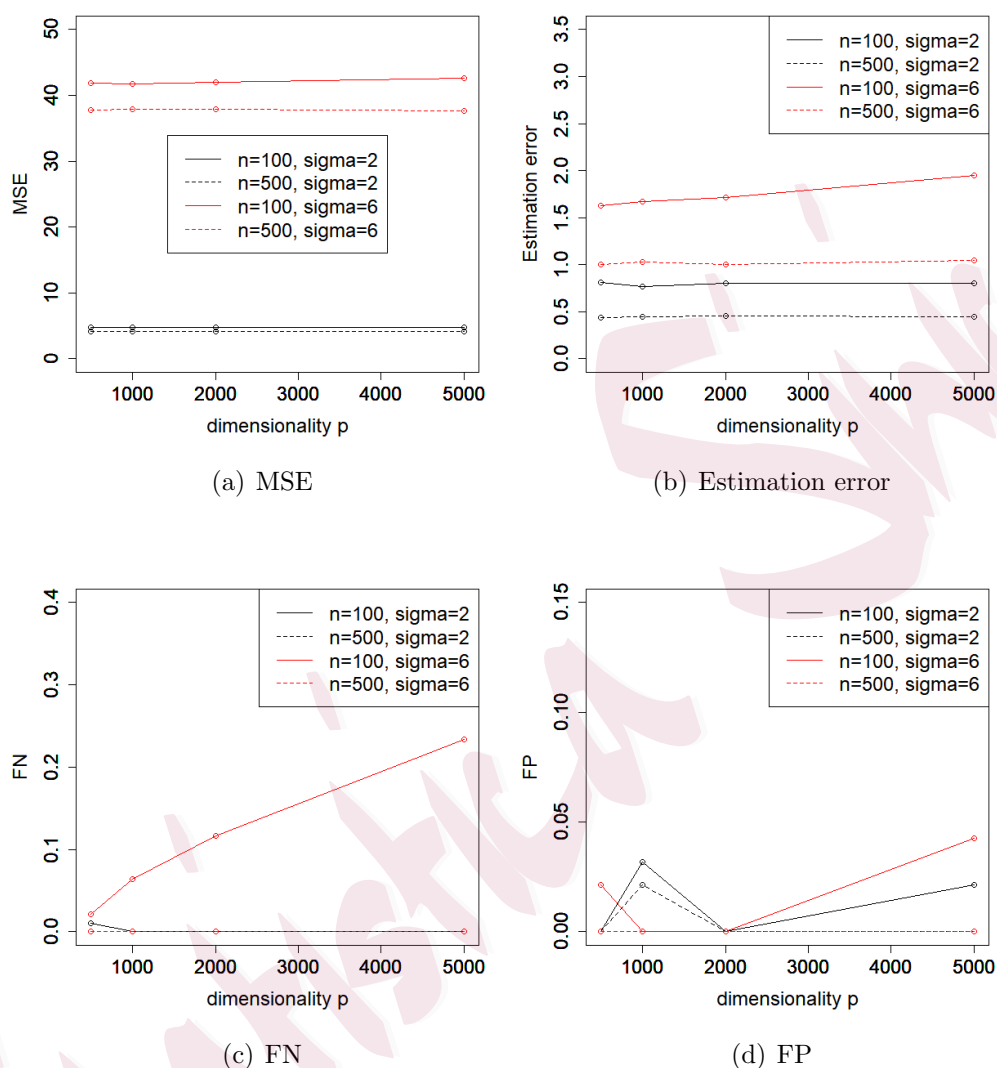 MSE
0 10 20 30 40 50
n=100, sigma=2
n=500, sigma=2
n=100, sigma=6
n=500, sigma=6
1000 2000 3000 4000 5000
dimensionality p
(a) MSE
Estimation error
0.0 0.5 1.0 1.5 2.0 2.5 3.0 3.5
n=100, sigma=2
n=500, sigma=2
n=100, sigma=6
n=500, sigma=6
1000 2000 3000 4000 5000
dimensionality p
(b) Estimation error
FN
0.0 0.1 0.2 0.3 0.4
n=100, sigma=2
n=500, sigma=2
n=100, sigma=6
n=500, sigma=6
1000 2000 3000 4000 5000
dimensionality p
(c) FN
FP
0.00 0.05 0.10 0.15
n=100, sigma=2
n=500, sigma=2
n=100, sigma=6
n=500, sigma=6
1000 2000 3000 4000 5000
dimensionality p
(d) FP